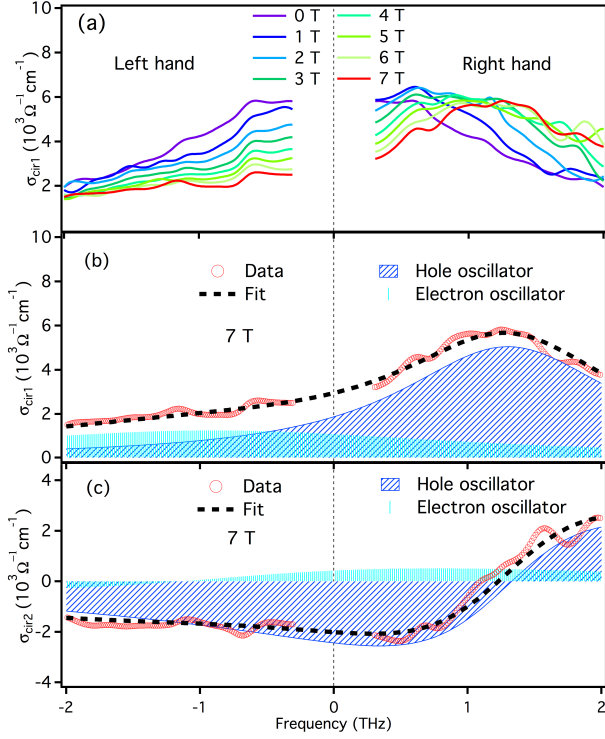 (a)
Left hand
Right hand
0 T
1 T
2 T
3 T
4 T
5 T
6 T
7 T
10
8
6
4
2
σcir1 (10³ Ω⁻¹ cm⁻¹)
(b)
Data
Fit
7 T
Hole oscillator
Electron oscillator
10
8
6
4
2
0
σcir1 (10³ Ω⁻¹ cm⁻¹)
(c)
Data
Fit
7 T
Hole oscillator
Electron oscillator
4
2
0
-2
-4
σcir2 (10³ Ω⁻¹ cm⁻¹)
-2
-1
0
1
2
Frequency (THz)